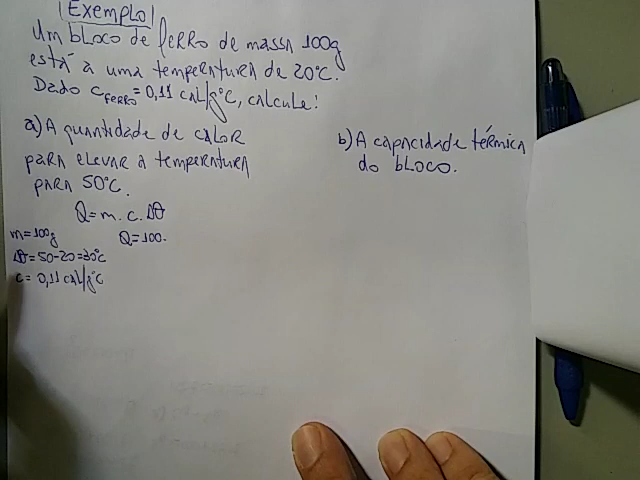 Exemplo
Um bloco de ferro de massa 100g
está a uma temperatura de 20°C.
Dado c_FERRO = 0,11 cal/g°C, calcule:
a) A quantidade de calor
para elevar a temperatura
para 50°C.
Q = m. c. Δθ
m = 100g
Q = 100.
Δθ = 50-20 = 30°C
c = 0,11 cal/g°C
b) A capacidade térmica
do bloco.